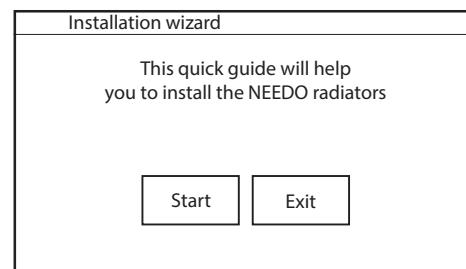 Installation wizard
This quick guide will help
you to install the NEEDO radiators
Start
Exit